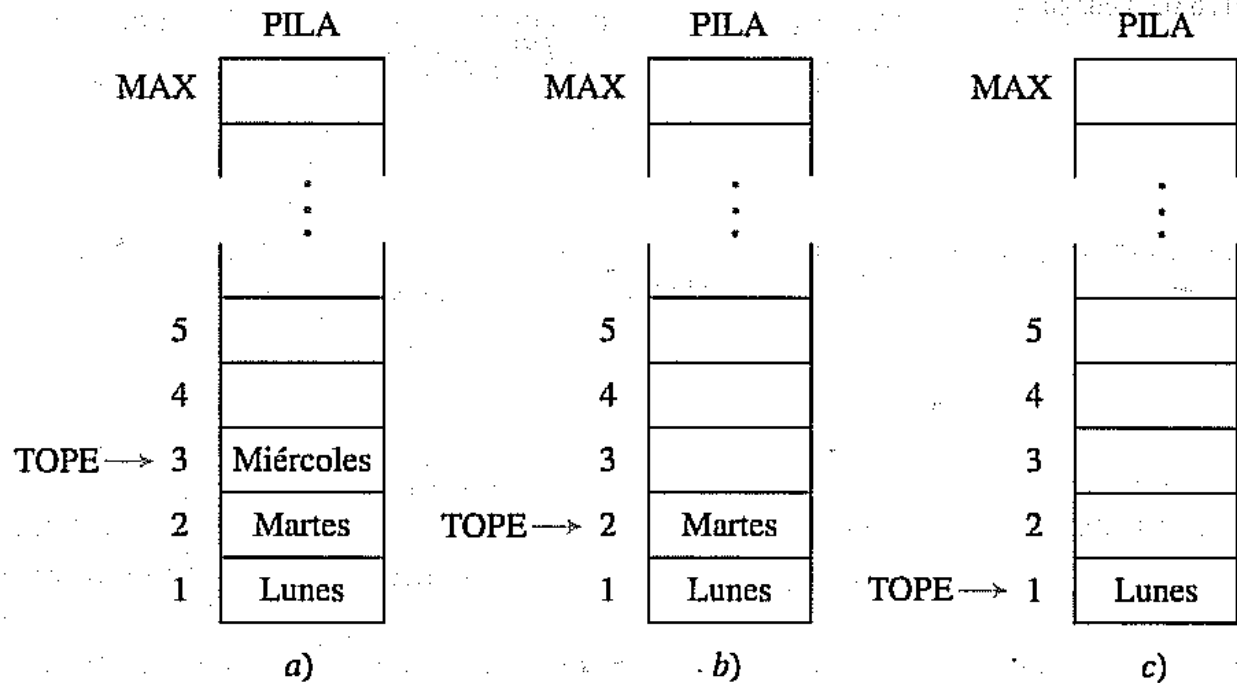 PILA PILA PILA
MAX MAX MAX
5 5 5
4 4 4
TOPE → 3 Miércoles 3 3
2 Martes TOPE → 2 Martes 2
1 Lunes 1 Lunes TOPE → 1 Lunes
a) b) c)